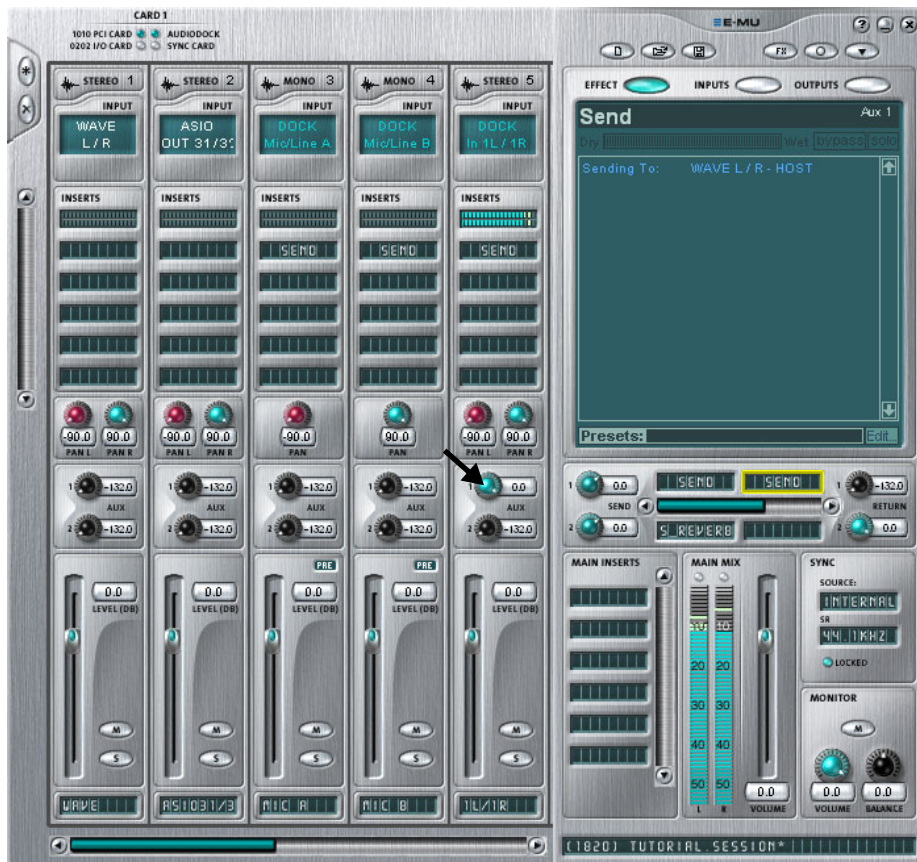 CARD 1
1010 PCI CARD AUDIODOCK
0202 I/O CARD SYNC CARD
E-MU
?
x
FX
STEREO 1
INPUT
WAVE
L / R
INSERTS
-90.0 90.0
PAN L PAN R
1 -132.0
AUX
2 -132.0
0.0
LEVEL (DB)
M
S
WAVE
STEREO 2
INPUT
ASIO
OUT 31/32
INSERTS
-90.0 90.0
PAN L PAN R
1 -132.0
AUX
2 -132.0
0.0
LEVEL (DB)
M
S
ASIO31/3
MONO 3
INPUT
DOCK
Mic/Line A
INSERTS
SEND
-90.0
PAN
1 -132.0
AUX
2 -132.0
PRE
0.0
LEVEL (DB)
M
S
MIC A
MONO 4
INPUT
DOCK
Mic/Line B
INSERTS
SEND
90.0
PAN
1 -132.0
AUX
2 -132.0
PRE
0.0
LEVEL (DB)
M
S
MIC B
STEREO 5
INPUT
DOCK
In 1L / 1R
INSERTS
SEND
-90.0 90.0
PAN L PAN R
1 0.0
AUX
2 -132.0
0.0
LEVEL (DB)
M
S
1L/1R
EFFECT INPUTS OUTPUTS
Send Aux 1
Dry Wet bypass solo
Sending To: WAVE L / R - HOST
Presets: Edit...
1 0.0 SEND SEND 1 -132.0
SEND RETURN
2 0.0 S_REVERB 2 0.0
MAIN INSERTS
MAIN MIX
10 10
20 20
30 30
40 40
50 50
L R
0.0
VOLUME
SYNC
SOURCE:
INTERNAL
SR
44.1KHZ
LOCKED
MONITOR
M
0.0 0.0
VOLUME BALANCE
(1820) TUTORIAL.SESSION*